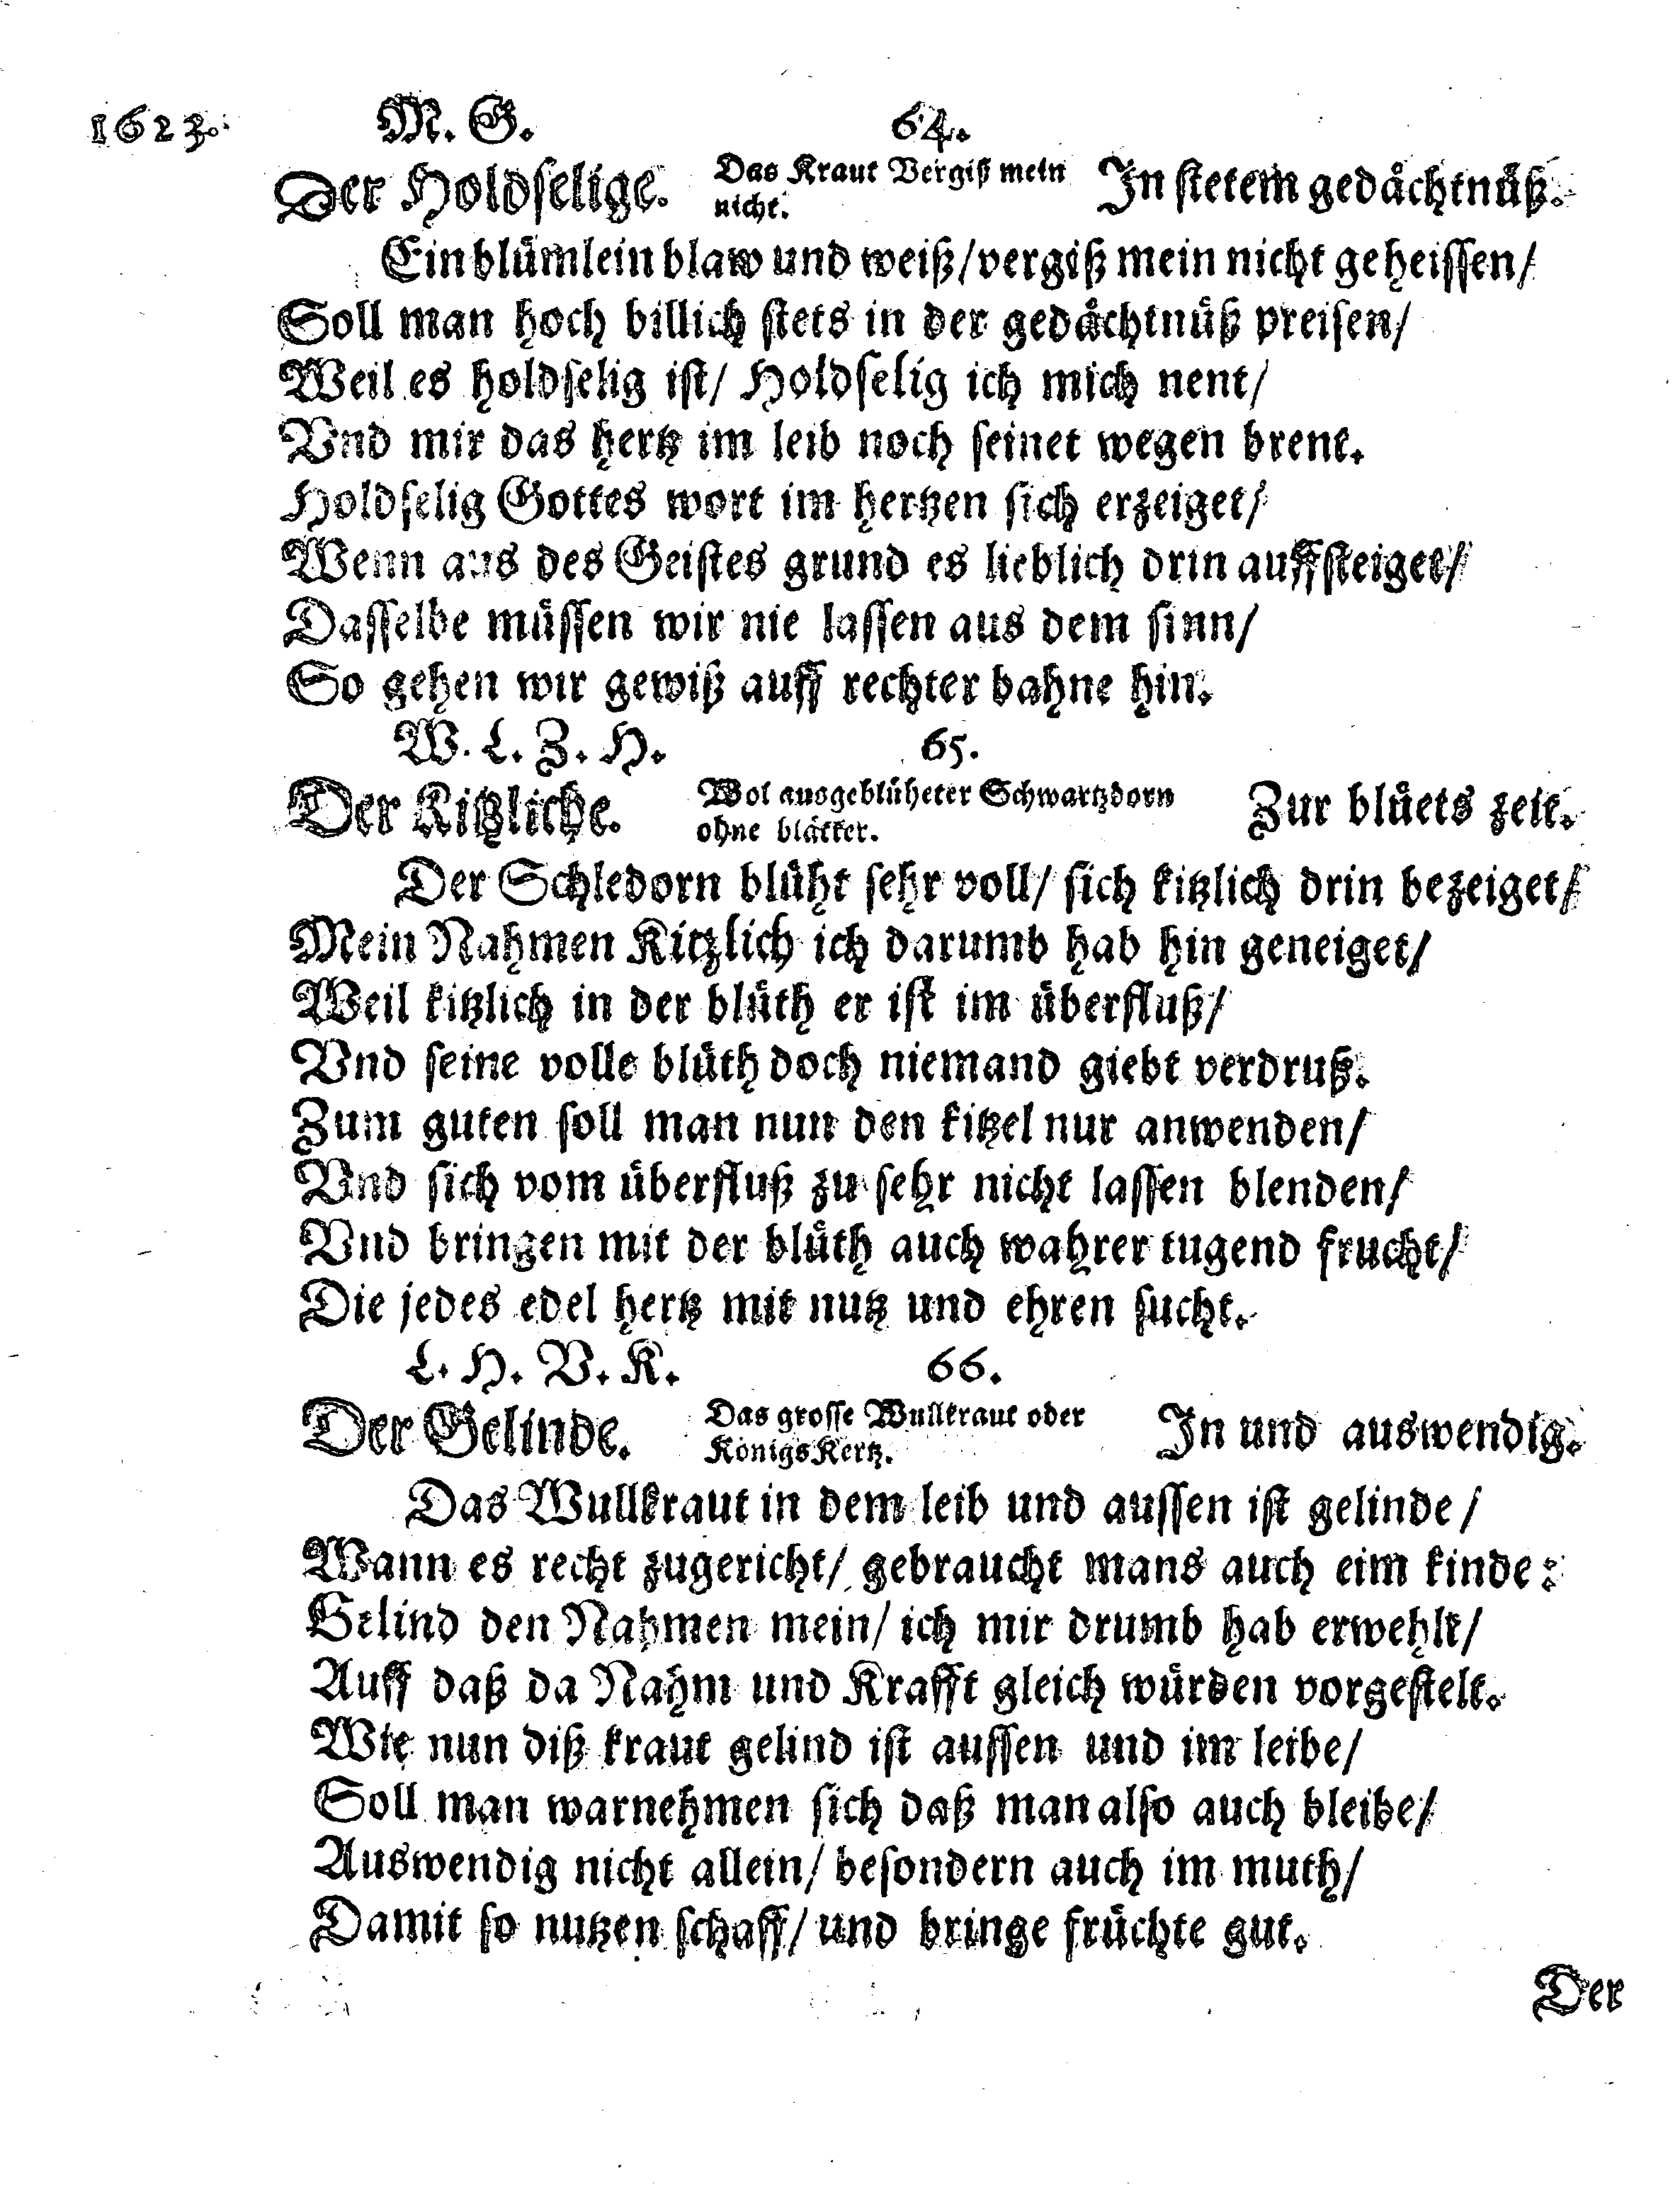 1623. M. G. 64.
Der Holdselige. Das Kraut Vergiß mein nicht. In stetem gedächtnüß.
Ein blümlein blaw und weiß/ vergiß mein nicht geheissen/
Soll man hoch billich stets in der gedächtnüß preisen/
Weil es holdselig ist/ Holdselig ich mich nent/
Vnd mir das hertz im leib noch seinet wegen brent.
Holdselig Gottes wort im hertzen sich erzeiget/
Wenn aus des Geistes grund es lieblich drin auffsteiget/
Dasselbe müssen wir nie lassen aus dem sinn/
So gehen wir gewiß auff rechter bahne hin.
W. L. Z. H. 65.
Der Kitzliche. Wol ausgeblüheter Schwartzdorn ohne blätter. Zur blüets zeit.
Der Schledorn blüht sehr voll/ sich kitzlich drin bezeiget/
Mein Nahmen Kitzlich ich darumb hab hin geneiget/
Weil kitzlich in der blüth er ist im überfluß/
Vnd seine volle blüth doch niemand giebt verdruß.
Zum guten soll man nun den kitzel nur anwenden/
Vnd sich vom überfluß zu sehr nicht lassen blenden/
Vnd bringen mit der blüth auch wahrer tugend frucht/
Die jedes edel hertz mit nutz und ehren sucht.
L. H. V. K. 66.
Der Gelinde. Das grosse Wullkraut oder Königs Kertz. In und auswendig.
Das Wullkraut in dem leib und aussen ist gelinde/
Wann es recht zugericht/ gebraucht mans auch eim kinde:
Gelind den Nahmen mein/ ich mir drumb hab erwehlt/
Auff daß da Nahm und Krafft gleich würden vorgestelt.
Wie nun diß kraut gelind ist aussen und im leibe/
Soll man warnehmen sich daß man also auch bleibe/
Auswendig nicht allein/ besondern auch im muth/
Damit so nutzen schaff/ und bringe früchte gut.
Der